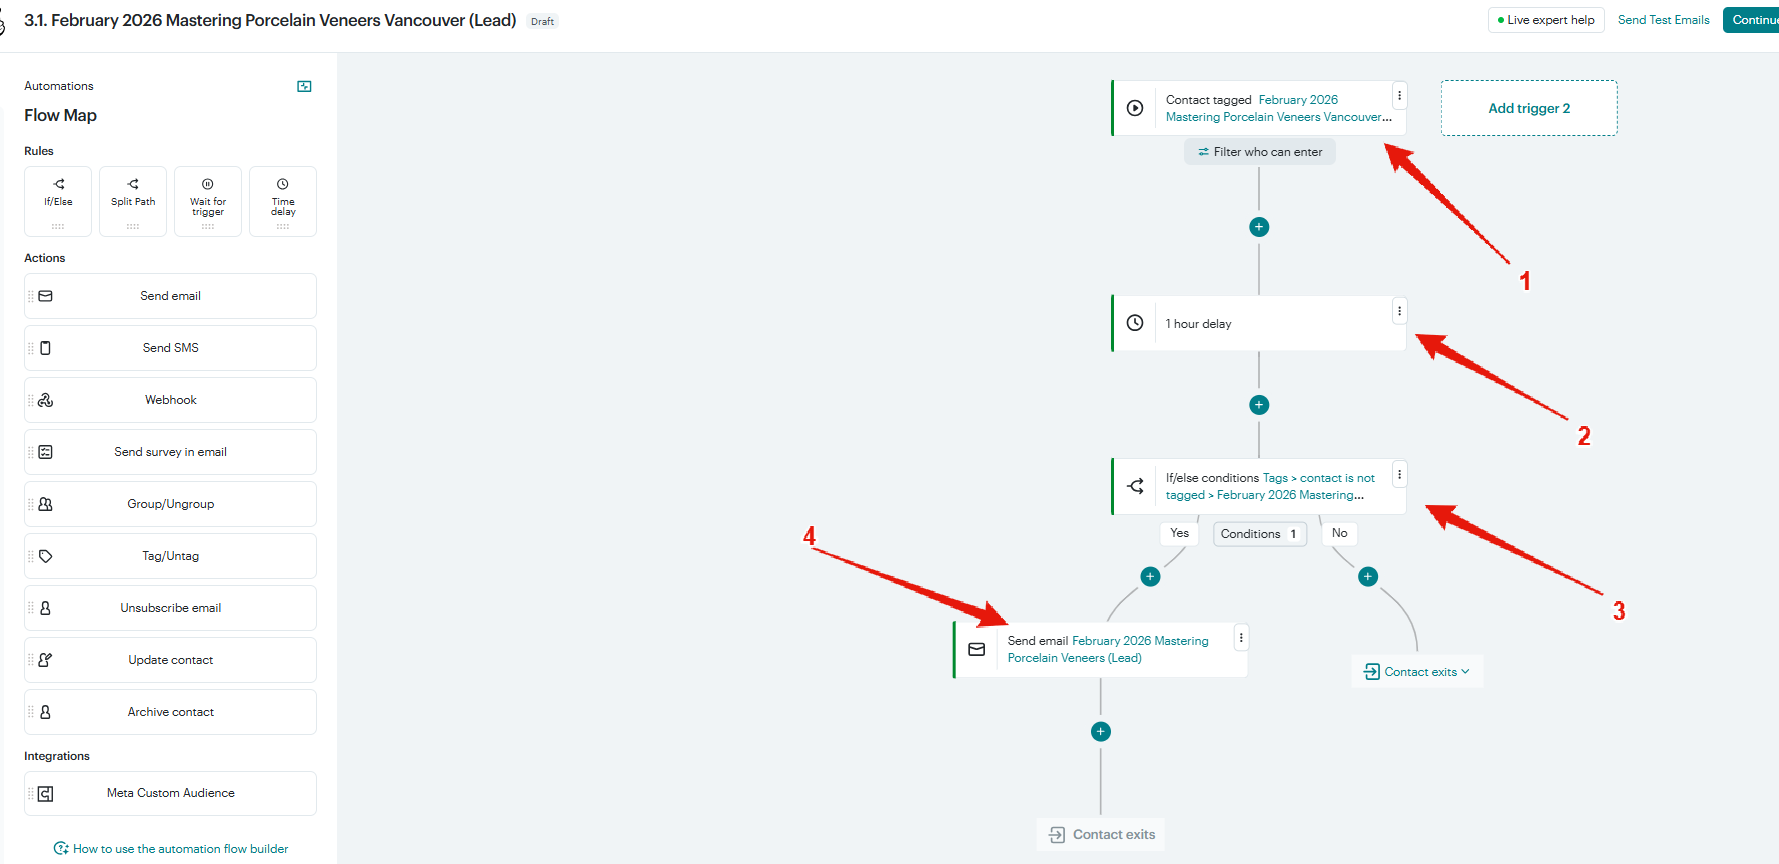 3.1. February 2026 Mastering Porcelain Veneers Vancouver (Lead) Draft
Live expert help
Send Test Emails
Automations
Flow Map
Rules
If/Else
Split Path
Wait for
trigger
Time
delay
Actions
Send email
Send SMS
Webhook
Send survey in email
Group/Ungroup
Tag/Untag
Unsubscribe email
Update contact
Archive contact
Integrations
Meta Custom Audience
How to use the automation flow builder
Contact tagged February 2026
Mastering Porcelain Veneers Vancouver...
Add trigger 2
Filter who can enter
1
1 hour delay
2
If/else conditions Tags > contact is not
tagged > February 2026 Mastering...
Yes
Conditions 1
No
3
4
Send email February 2026 Mastering
Porcelain Veneers (Lead)
Contact exits
Contact exits